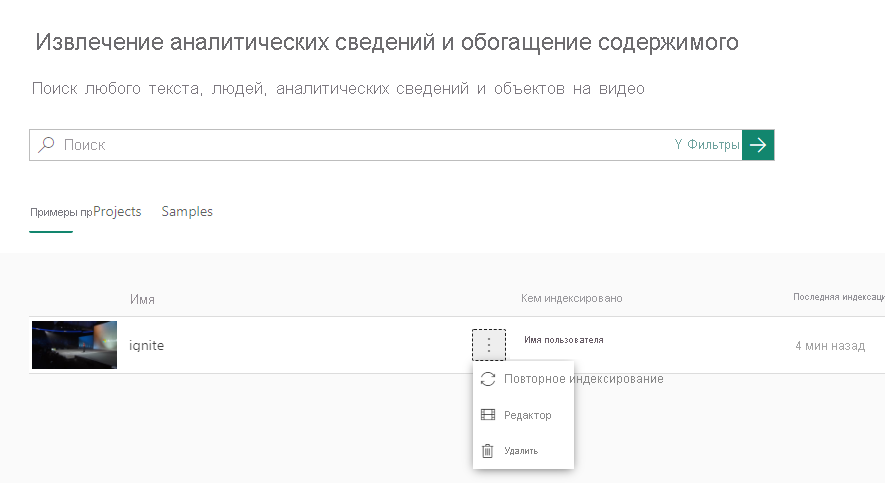 Извлечение аналитических сведений и обогащение содержимого
Поиск любого текста, людей, аналитических сведений и объектов на видео
Поиск
Y Фильтры
Примеры прProjects Samples
Имя Кем индексировано Последняя индексаци
ignite Имя пользователя 4 мин назад
Повторное индексирование
Редактор
Удалить